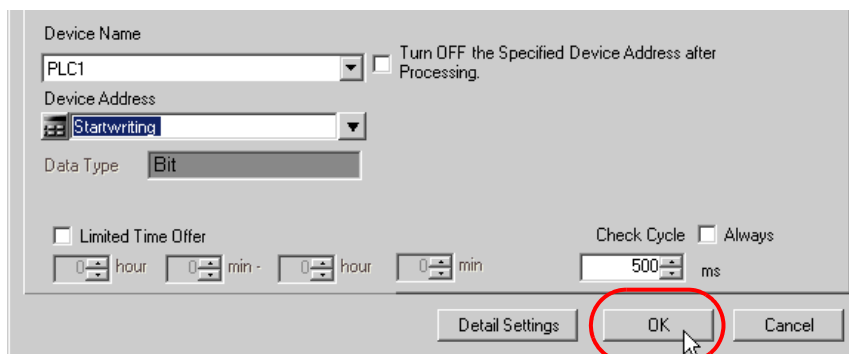 Device Name
PLC1
Turn OFF the Specified Device Address after
Processing.
Device Address
Startwriting
Data Type Bit
Limited Time Offer
Check Cycle Always
0 hour 0 min - 0 hour 0 min 500 ms
Detail Settings OK Cancel